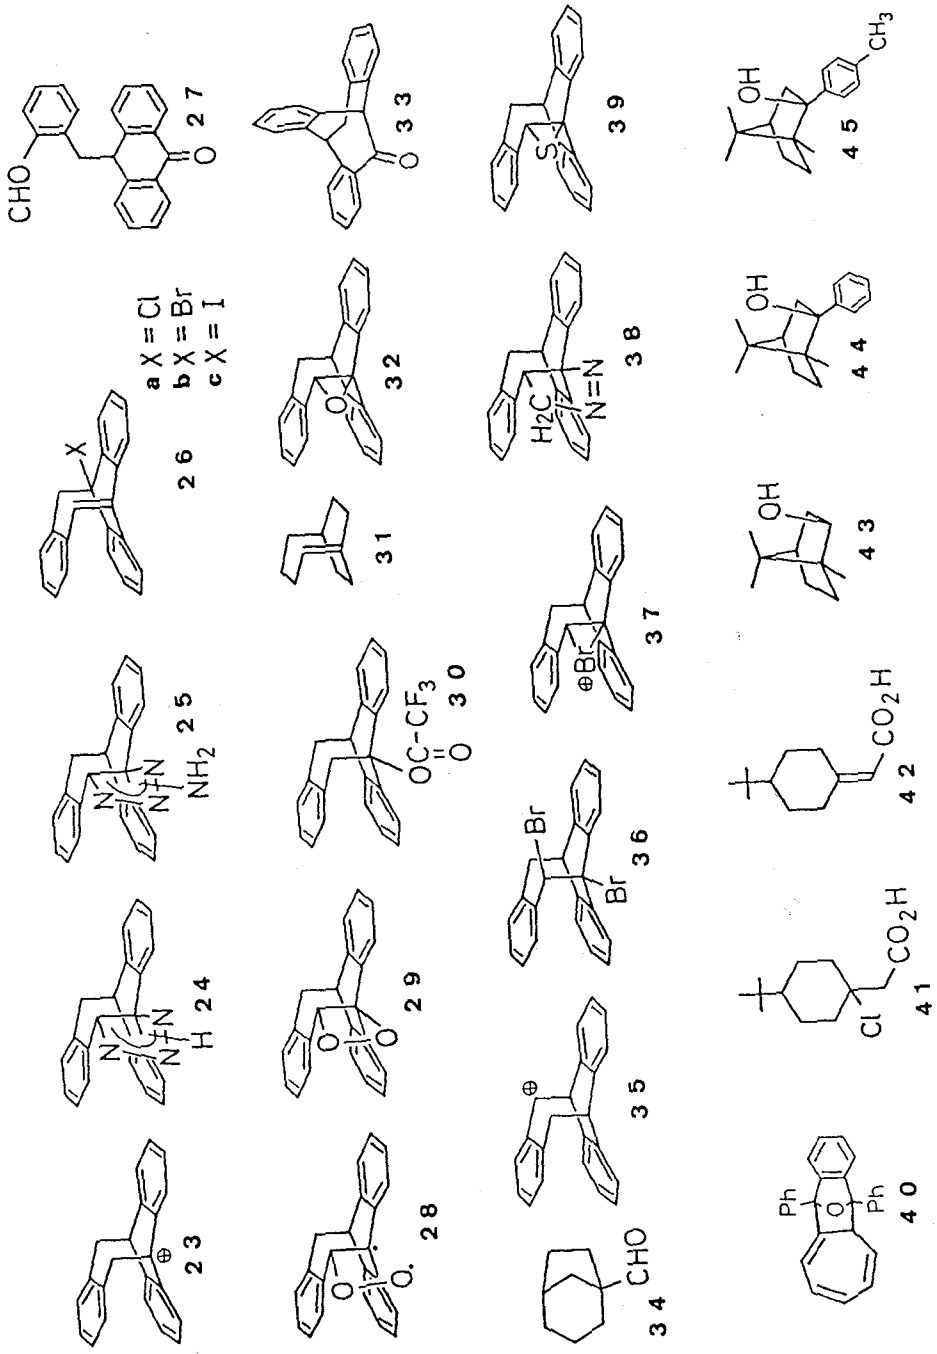 ⊕
23
N
N
N
N
H
24
N
N
N
N
NH₂
25
X
26
a X = Cl
b X = Br
c X = I
CHO
O
27
O
O·
28
O
O
29
O C-CF₃
O
30
31
O
32
O
33
CHO
34
⊕
35
Br
Br
36
Br
⊕
37
H₂C
N=N
38
S
39
Ph
O
Ph
40
Cl
CO₂H
41
CO₂H
42
OH
43
OH
44
OH
CH₃
45